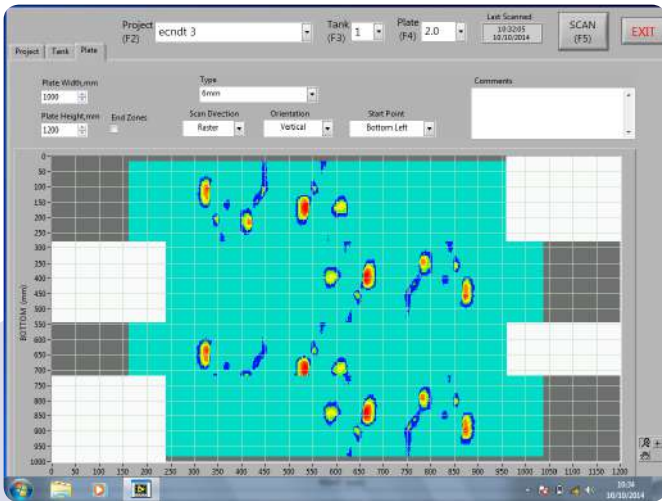 Project (F2) ecndt 3 Tank (F3) 1 Plate (F4) 2.0 Last Scanned 10:32:05 10/10/2014 SCAN (F5) EXIT
Project Tank Plate
Plate Width,mm
1000
Type
6mm
Comments
Plate Height,mm
1200
End Zones
Scan Direction
Raster
Orientation
Vertical
Start Point
Bottom Left
BOTTOM (mm)
0
50
100
150
200
250
300
350
400
450
500
550
600
650
700
750
800
850
900
950
1000
0 50 100 150 200 250 300 350 400 450 500 550 600 650 700 750 800 850 900 950 1000 1050 1100 1150 1200
10:34
10/10/2014